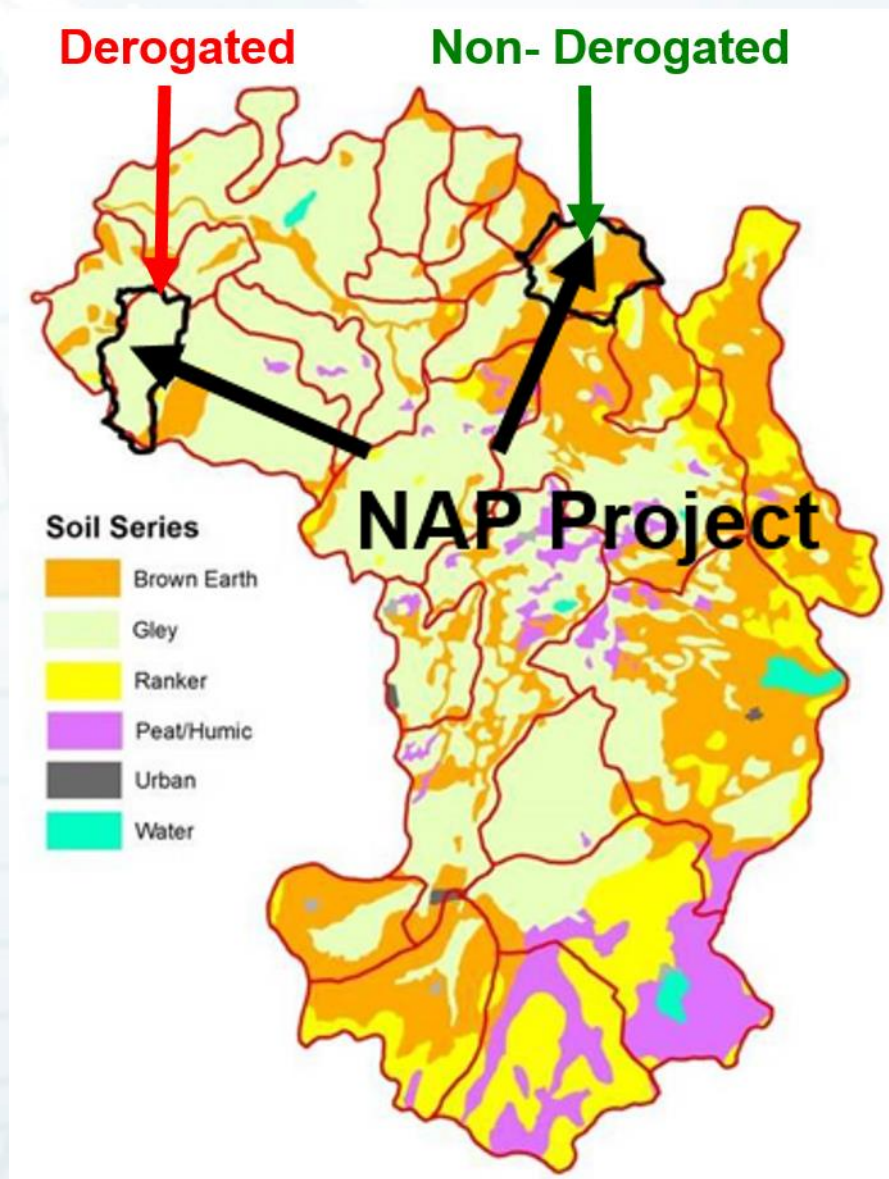 Derogated
Non- Derogated
NAP Project
Soil Series
Brown Earth
Gley
Ranker
Peat/Humic
Urban
Water